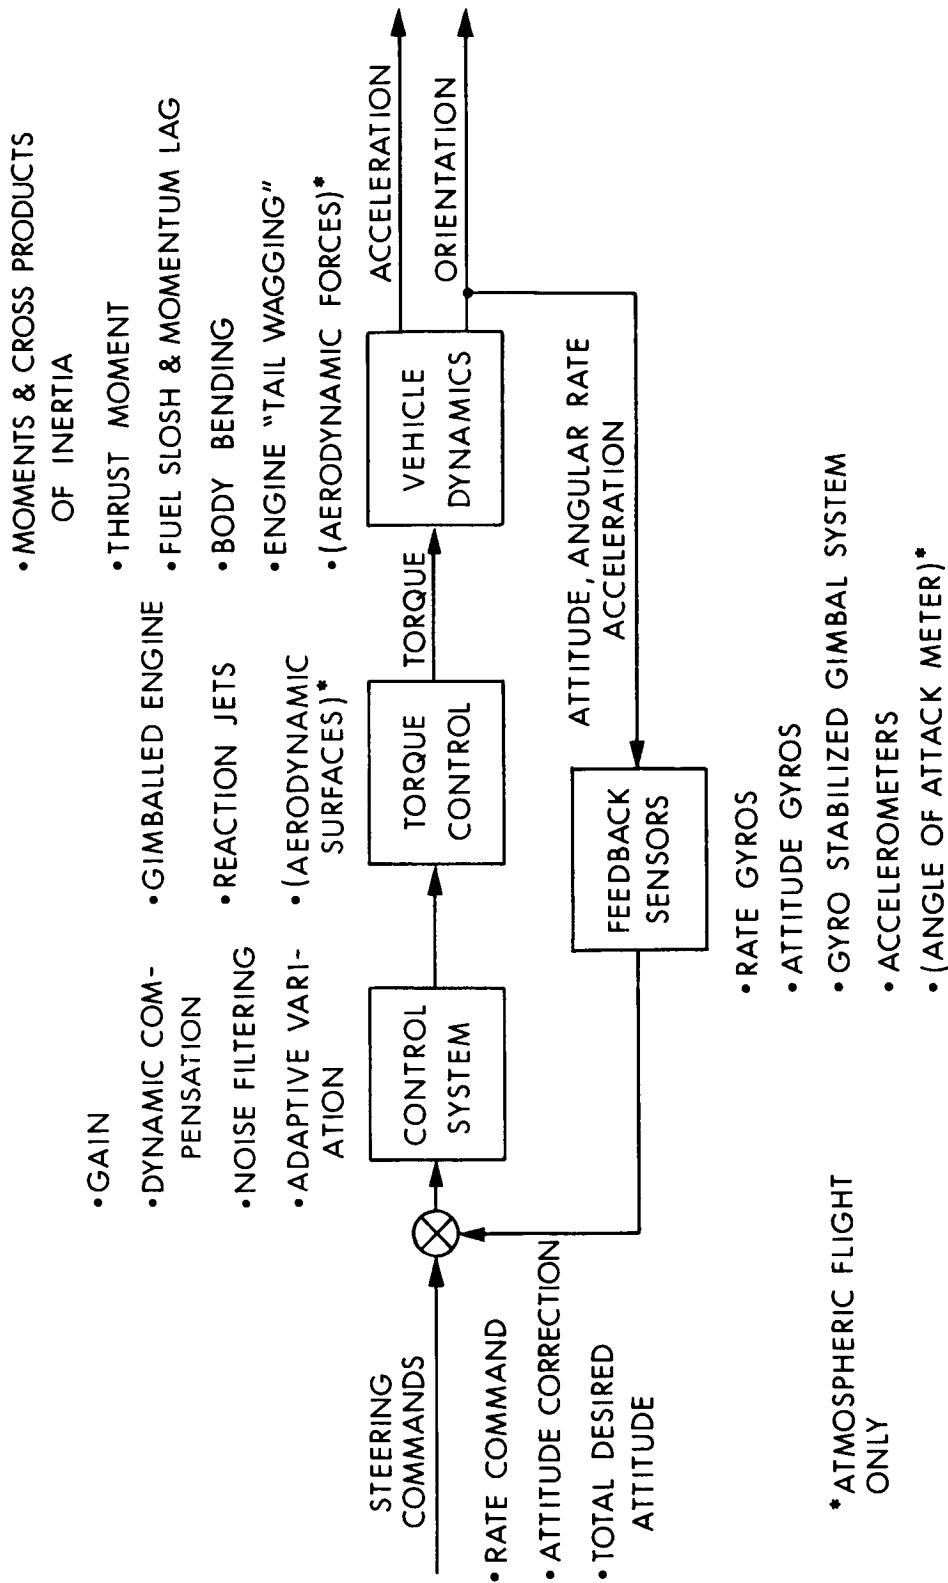 • GAIN
• DYNAMIC COM-
PENSATION
• NOISE FILTERING
• ADAPTIVE VARI-
ATION
• GIMBALLED ENGINE
• REACTION JETS
• (AERODYNAMIC
SURFACES)*
• MOMENTS & CROSS PRODUCTS
OF INERTIA
• THRUST MOMENT
• FUEL SLOSH & MOMENTUM LAG
• BODY BENDING
• ENGINE "TAIL WAGGING"
• (AERODYNAMIC FORCES)*
STEERING
COMMANDS
CONTROL
SYSTEM
TORQUE
CONTROL
TORQUE
VEHICLE
DYNAMICS
ACCELERATION
ORIENTATION
• RATE COMMAND
• ATTITUDE CORRECTION
• TOTAL DESIRED
ATTITUDE
FEEDBACK
SENSORS
ATTITUDE, ANGULAR RATE
ACCELERATION
• RATE GYROS
• ATTITUDE GYROS
• GYRO STABILIZED GIMBAL SYSTEM
• ACCELEROMETERS
• (ANGLE OF ATTACK METER)*
*ATMOSPHERIC FLIGHT
ONLY